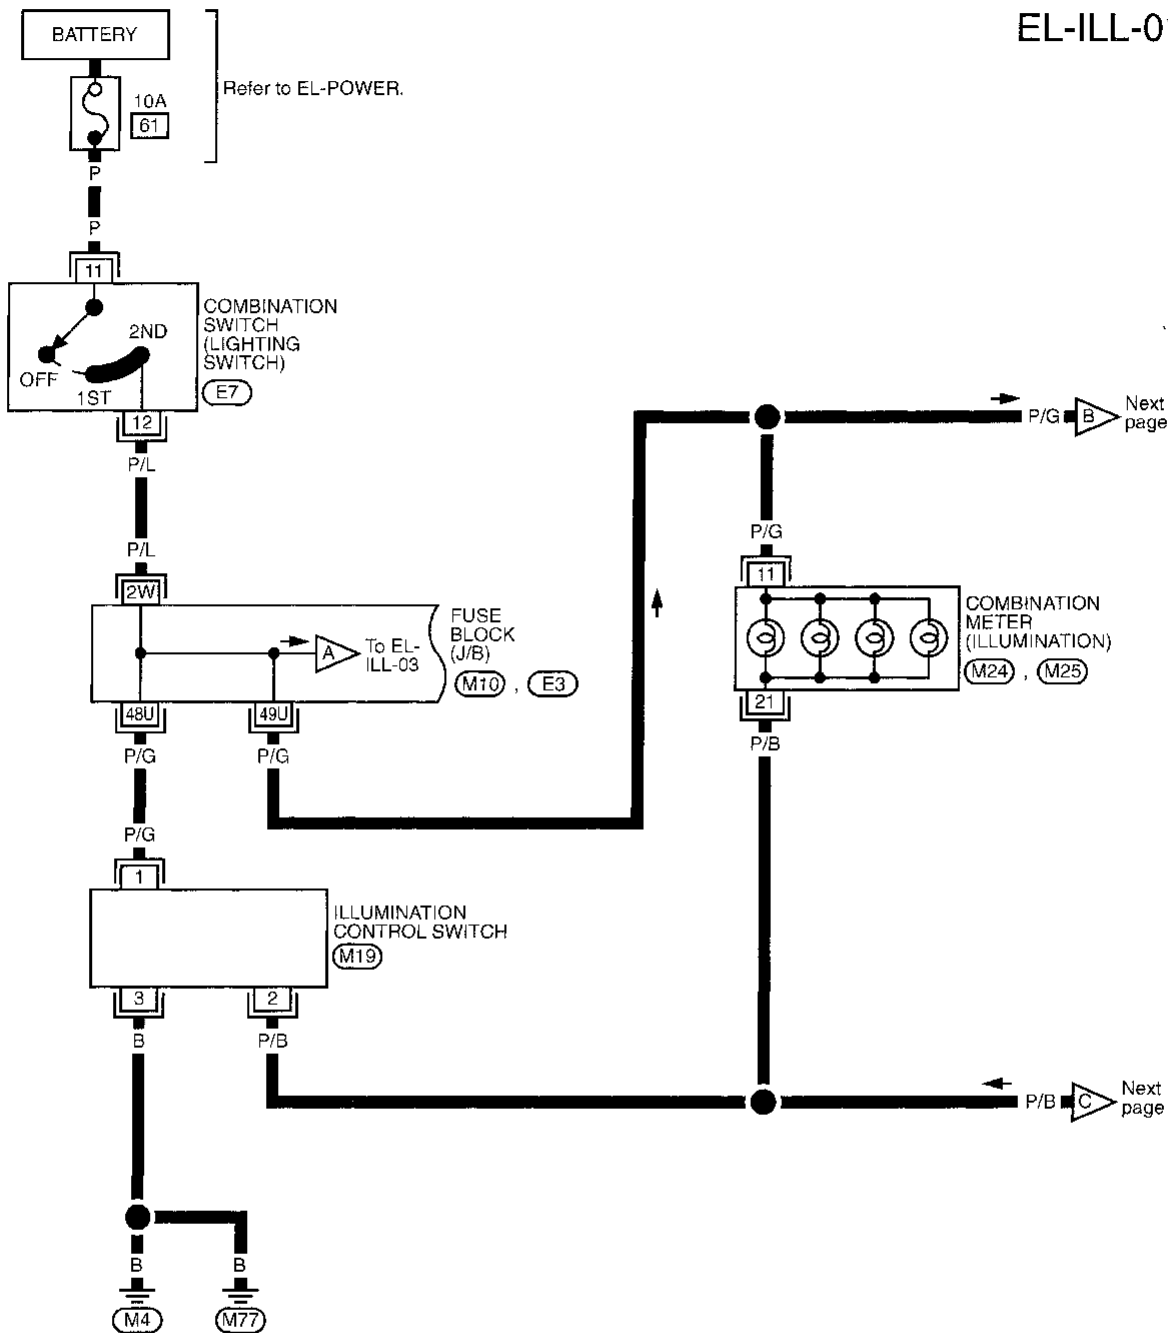 EL-ILL-0
BATTERY
Refer to EL-POWER.
10A
61
P
P
11
COMBINATION
SWITCH
(LIGHTING
SWITCH)
E7
2ND
OFF
1ST
12
P/L
P/L
2W
FUSE
BLOCK
(J/B)
M10 , E3
A
To EL-
ILL-03
48U
49U
P/G
P/G
P/G
1
ILLUMINATION
CONTROL SWITCH
M19
3
2
B
P/B
B
B
M4
M77
P/G
B
Next
page
P/G
11
COMBINATION
METER
(ILLUMINATION)
M24 , M25
21
P/B
P/B
C
Next
page